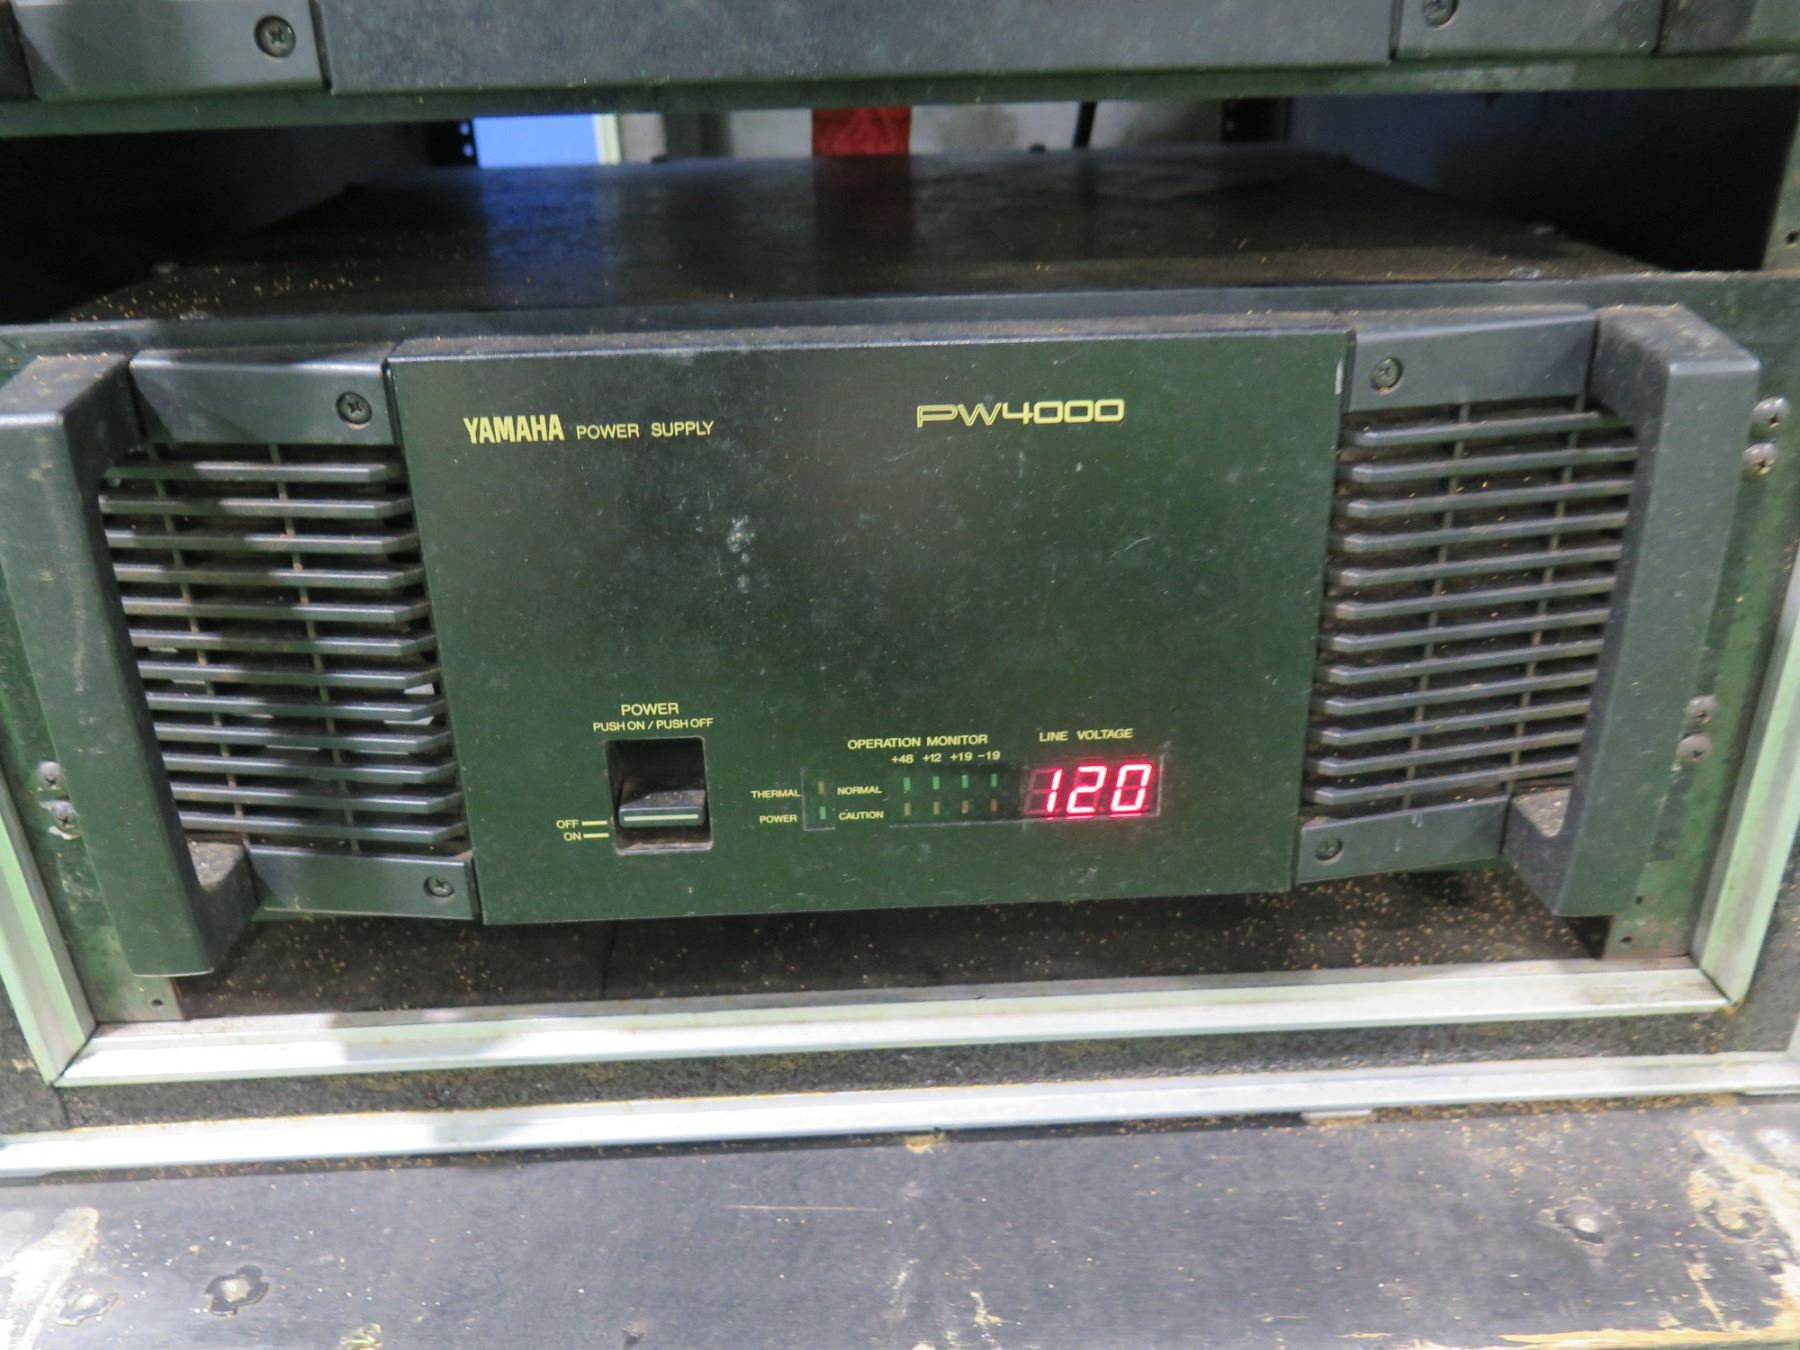 YAMAHA POWER SUPPLY
PW4000
POWER
PUSH ON / PUSH OFF
OFF
ON
OPERATION MONITOR
+48 +12 +19 -19
THERMAL
NORMAL
POWER
CAUTION
LINE VOLTAGE
120